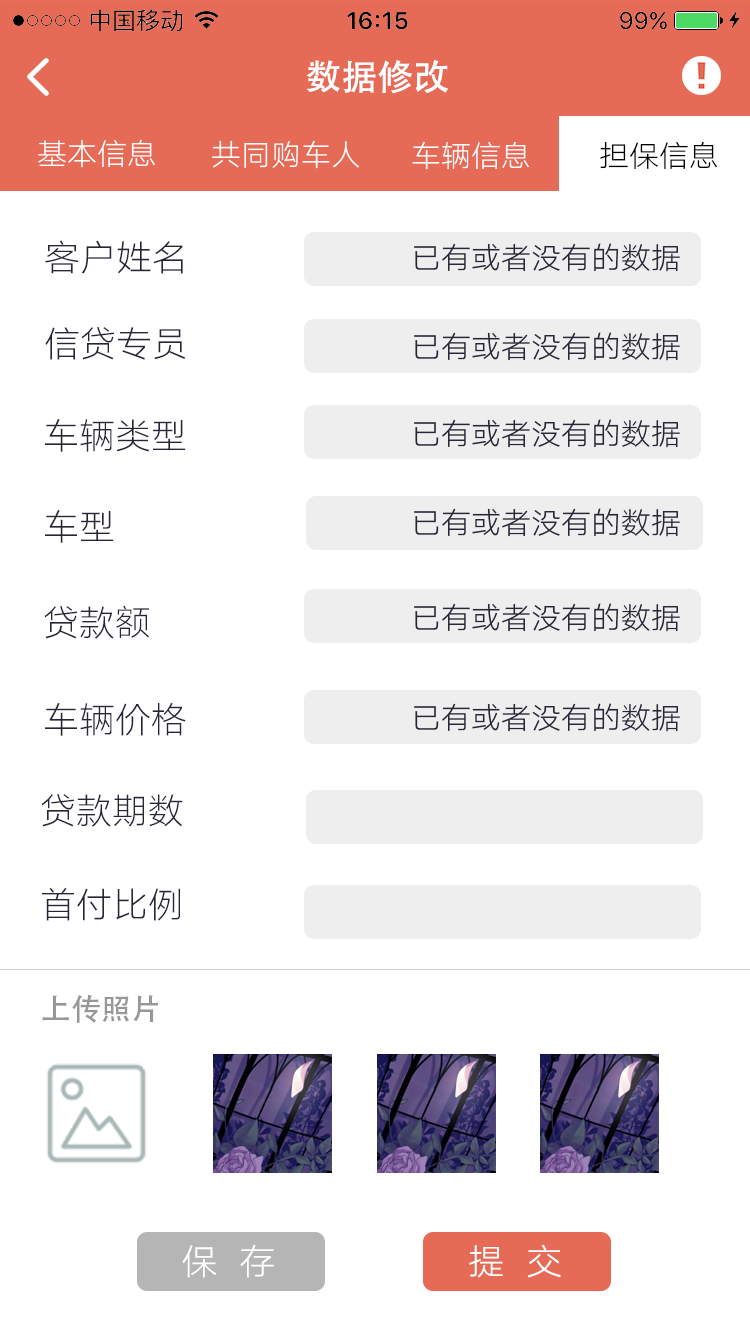 中国移动 16:15 99%
数据修改
基本信息 共同购车人 车辆信息 担保信息
客户姓名 已有或者没有的数据
信贷专员 已有或者没有的数据
车辆类型 已有或者没有的数据
车型 已有或者没有的数据
贷款额 已有或者没有的数据
车辆价格 已有或者没有的数据
贷款期数
首付比例
上传照片
保 存 提 交